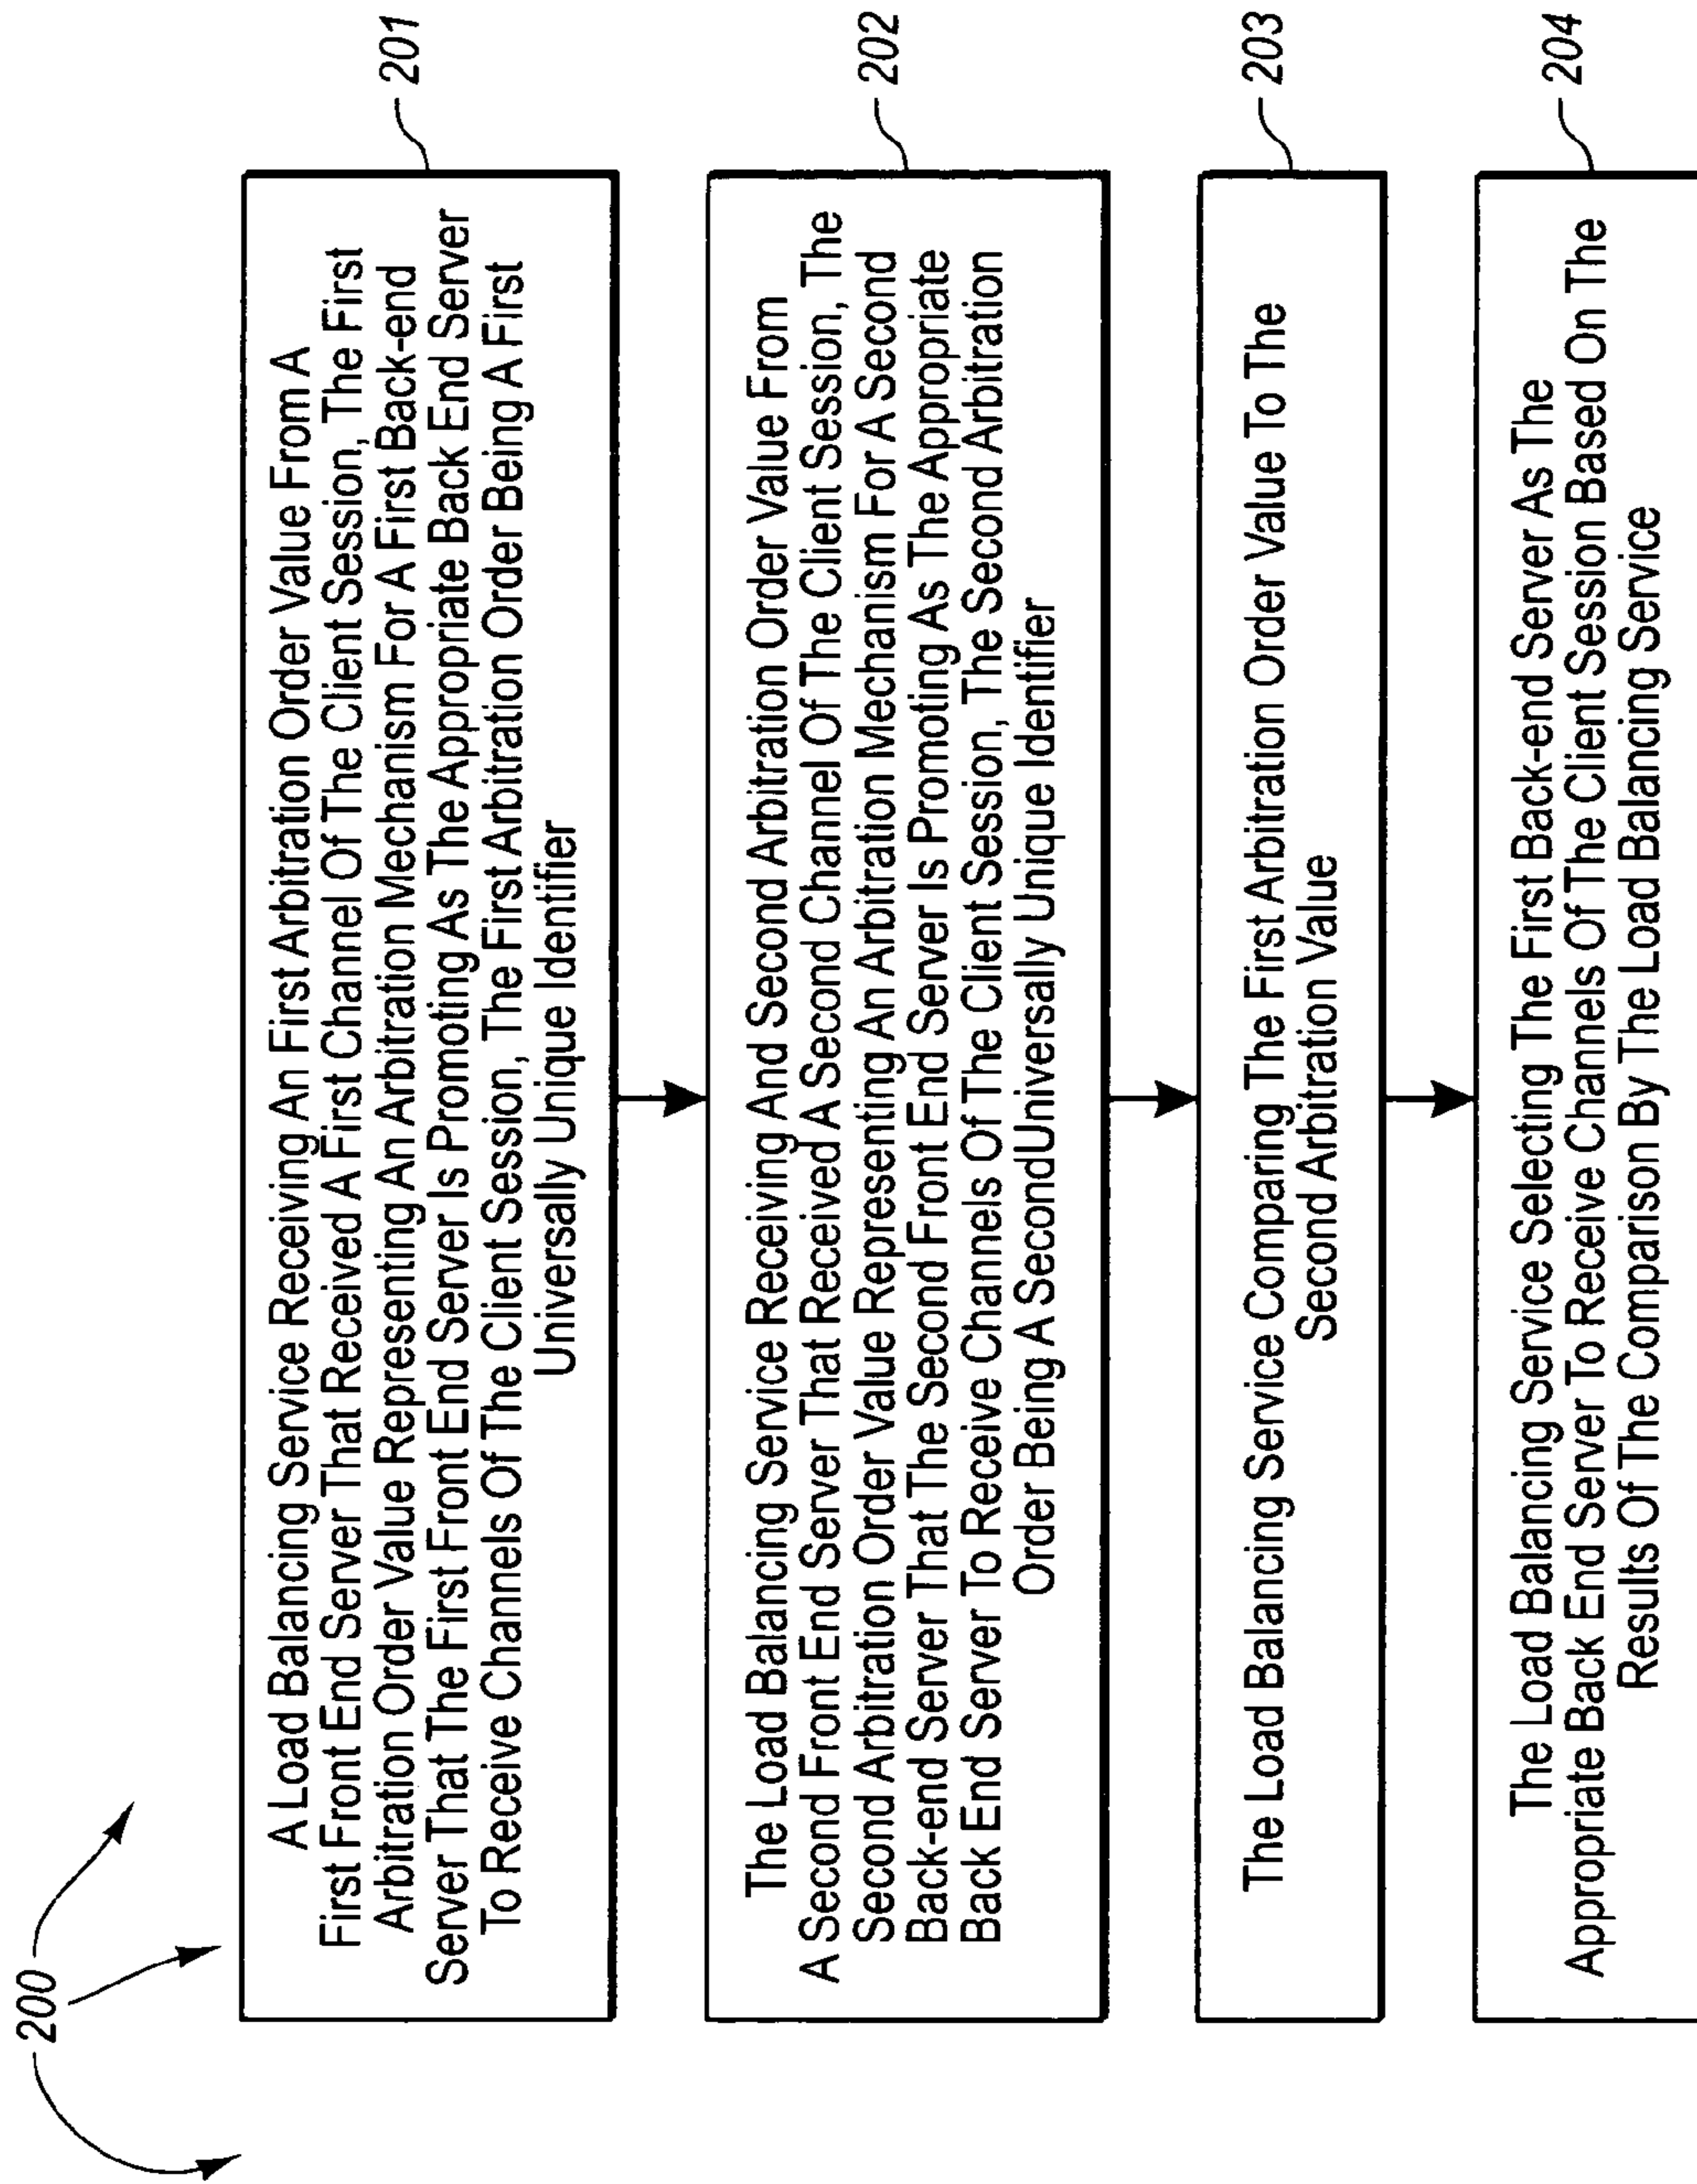 200
A Load Balancing Service Receiving An First Arbitration Order Value From A
First Front End Server That Received A First Channel Of The Client Session, The First
Arbitration Order Value Representing An Arbitration Mechanism For A First Back-end
Server That The First Front End Server Is Promoting As The Appropriate Back End Server
To Receive Channels Of The Client Session, The First Arbitration Order Being A First
Universally Unique Identifier
201
The Load Balancing Service Receiving And Second Arbitration Order Value From
A Second Front End Server That Received A Second Channel Of The Client Session, The
Second Arbitration Order Value Representing An Arbitration Mechanism For A Second
Back-end Server That The Second Front End Server Is Promoting As The Appropriate
Back End Server To Receive Channels Of The Client Session, The Second Arbitration
Order Being A SecondUniversally Unique Identifier
202
The Load Balancing Service Comparing The First Arbitration Order Value To The
Second Arbitration Value
203
The Load Balancing Service Selecting The First Back-end Server As The
Appropriate Back End Server To Receive Channels Of The Client Session Based On The
Results Of The Comparison By The Load Balancing Service
204